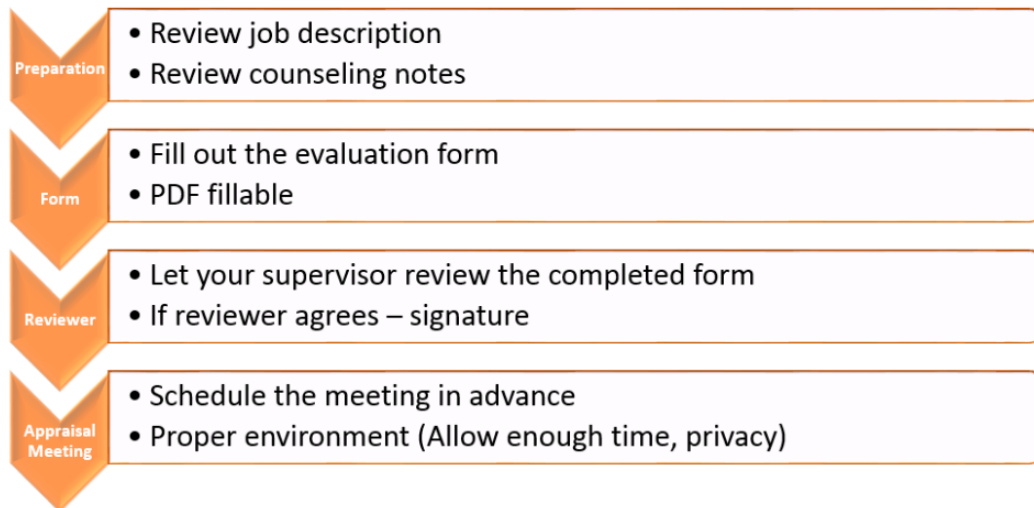 Preparation
• Review job description
• Review counseling notes
Form
• Fill out the evaluation form
• PDF fillable
Reviewer
• Let your supervisor review the completed form
• If reviewer agrees – signature
Appraisal
Meeting
• Schedule the meeting in advance
• Proper environment (Allow enough time, privacy)